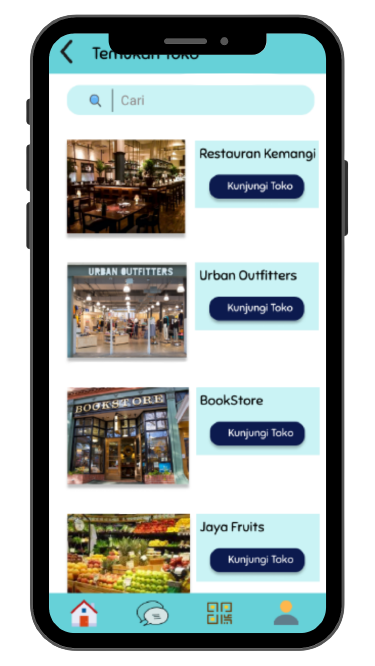 Temukan Toko
Cari
Restauran Kemangi
Kunjungi Toko
URBAN OUTFITTERS
Urban Outfitters
Kunjungi Toko
BOOKSTORE
BookStore
Kunjungi Toko
Jaya Fruits
Kunjungi Toko